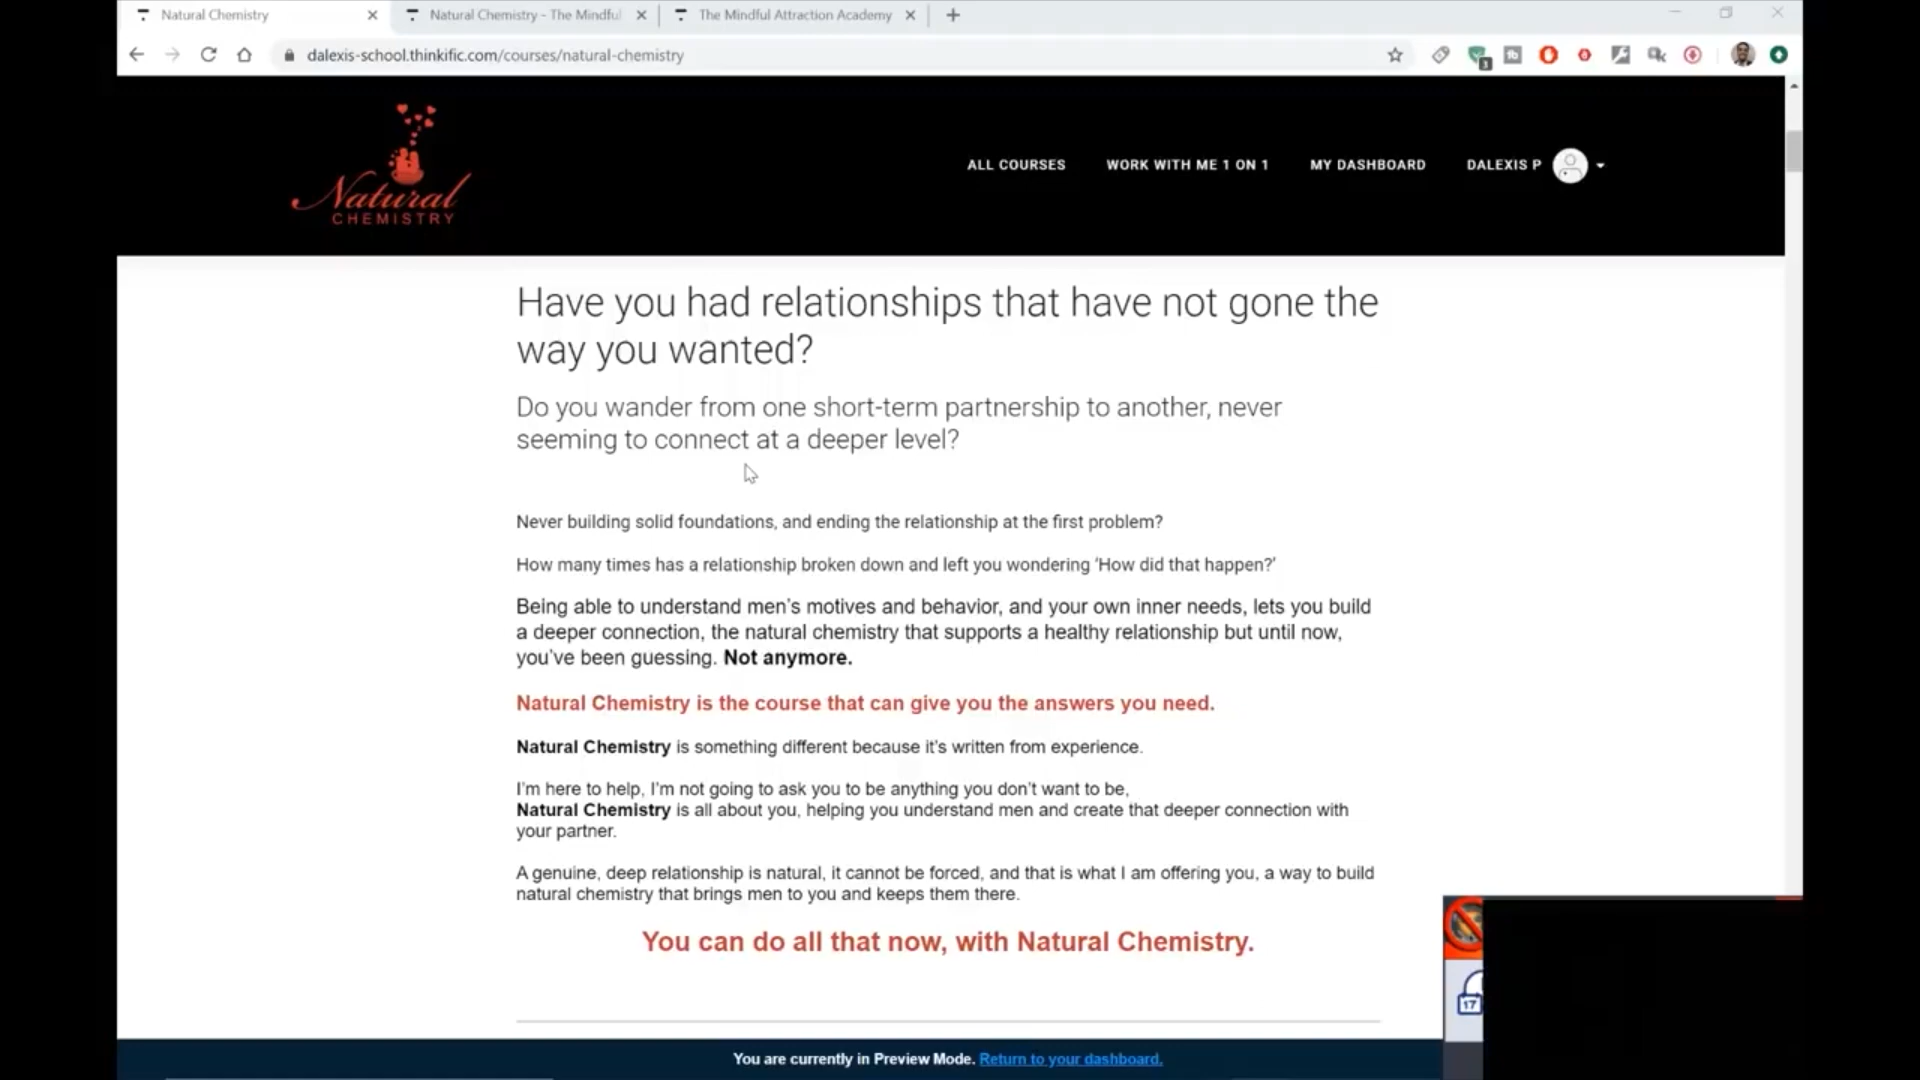 Natural Chemistry
Natural Chemistry - The Mindful
The Mindful Attraction Academy
dalexis-school.thinkific.com/courses/natural-chemistry
Natural
CHEMISTRY
ALL COURSES
WORK WITH ME 1 ON 1
MY DASHBOARD
DALEXIS P
Have you had relationships that have not gone the
way you wanted?
Do you wander from one short-term partnership to another, never
seeming to connect at a deeper level?
Never building solid foundations, and ending the relationship at the first problem?
How many times has a relationship broken down and left you wondering 'How did that happen?'
Being able to understand men's motives and behavior, and your own inner needs, lets you build
a deeper connection, the natural chemistry that supports a healthy relationship but until now,
you've been guessing. Not anymore.
Natural Chemistry is the course that can give you the answers you need.
Natural Chemistry is something different because it's written from experience.
I'm here to help, I'm not going to ask you to be anything you don't want to be,
Natural Chemistry is all about you, helping you understand men and create that deeper connection with
your partner.
A genuine, deep relationship is natural, it cannot be forced, and that is what I am offering you, a way to build
natural chemistry that brings men to you and keeps them there.
You can do all that now, with Natural Chemistry.
17
You are currently in Preview Mode. Return to your dashboard.